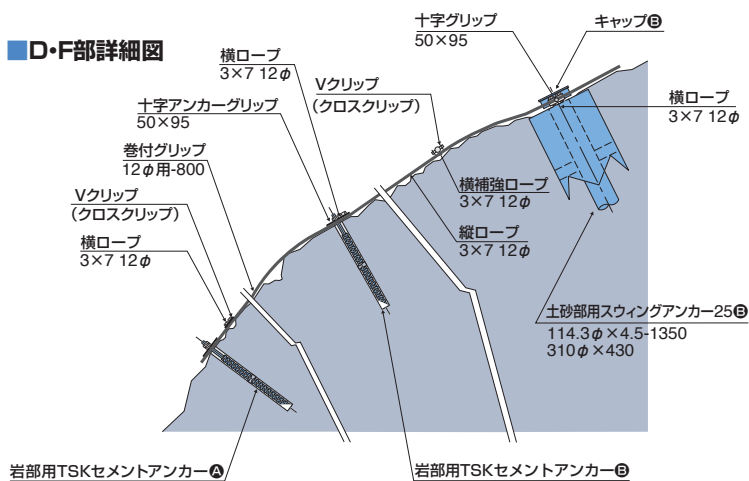 ■D・F部詳細図
十字グリップ
50×95
キャップⒷ
横ロープ
3×7 12φ
Vクリップ
(クロスクリップ)
横ロープ
3×7 12φ
十字アンカーグリップ
50×95
巻付グリップ
12φ用-800
横補強ロープ
3×7 12φ
Vクリップ
(クロスクリップ)
縦ロープ
3×7 12φ
横ロープ
3×7 12φ
土砂部用スウィングアンカー25Ⓑ
114.3φ×4.5-1350
310φ×430
岩部用TSKセメントアンカーⒶ
岩部用TSKセメントアンカーⒷ